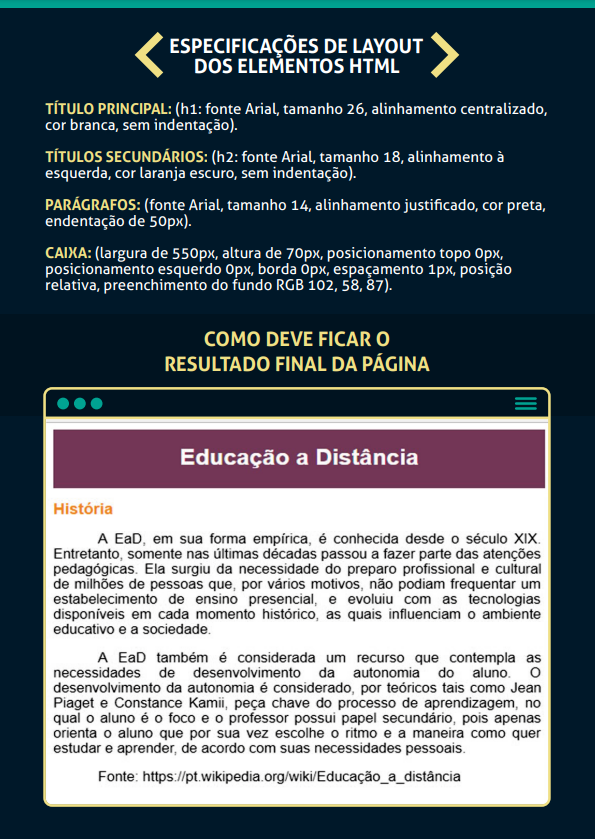 ESPECIFICAÇÕES DE LAYOUT
DOS ELEMENTOS HTML
TÍTULO PRINCIPAL: (h1: fonte Arial, tamanho 26, alinhamento centralizado,
cor branca, sem indentação).
TÍTULOS SECUNDÁRIOS: (h2: fonte Arial, tamanho 18, alinhamento à
esquerda, cor laranja escuro, sem indentação).
PARÁGRAFOS: (fonte Arial, tamanho 14, alinhamento justificado, cor preta,
endentação de 50px).
CAIXA: (largura de 550px, altura de 70px, posicionamento topo 0px,
posicionamento esquerdo 0px, borda 0px, espaçamento 1px, posição
relativa, preenchimento do fundo RGB 102, 58, 87).
COMO DEVE FICAR O
RESULTADO FINAL DA PÁGINA
Educação a Distância
História
A EaD, em sua forma empírica, é conhecida desde o século XIX.
Entretanto, somente nas últimas décadas passou a fazer parte das atenções
pedagógicas. Ela surgiu da necessidade do preparo profissional e cultural
de milhões de pessoas que, por vários motivos, não podiam frequentar um
estabelecimento de ensino presencial, e evoluiu com as tecnologias
disponíveis em cada momento histórico, as quais influenciam o ambiente
educativo e a sociedade.
A EaD também é considerada um recurso que contempla as
necessidades de desenvolvimento da autonomia do aluno. O
desenvolvimento da autonomia é considerado, por teóricos tais como Jean
Piaget e Constance Kamii, peça chave do processo de aprendizagem, no
qual o aluno é o foco e o professor possui papel secundário, pois apenas
orienta o aluno que por sua vez escolhe o ritmo e a maneira como quer
estudar e aprender, de acordo com suas necessidades pessoais.
Fonte: https://pt.wikipedia.org/wiki/Educação_a_distância